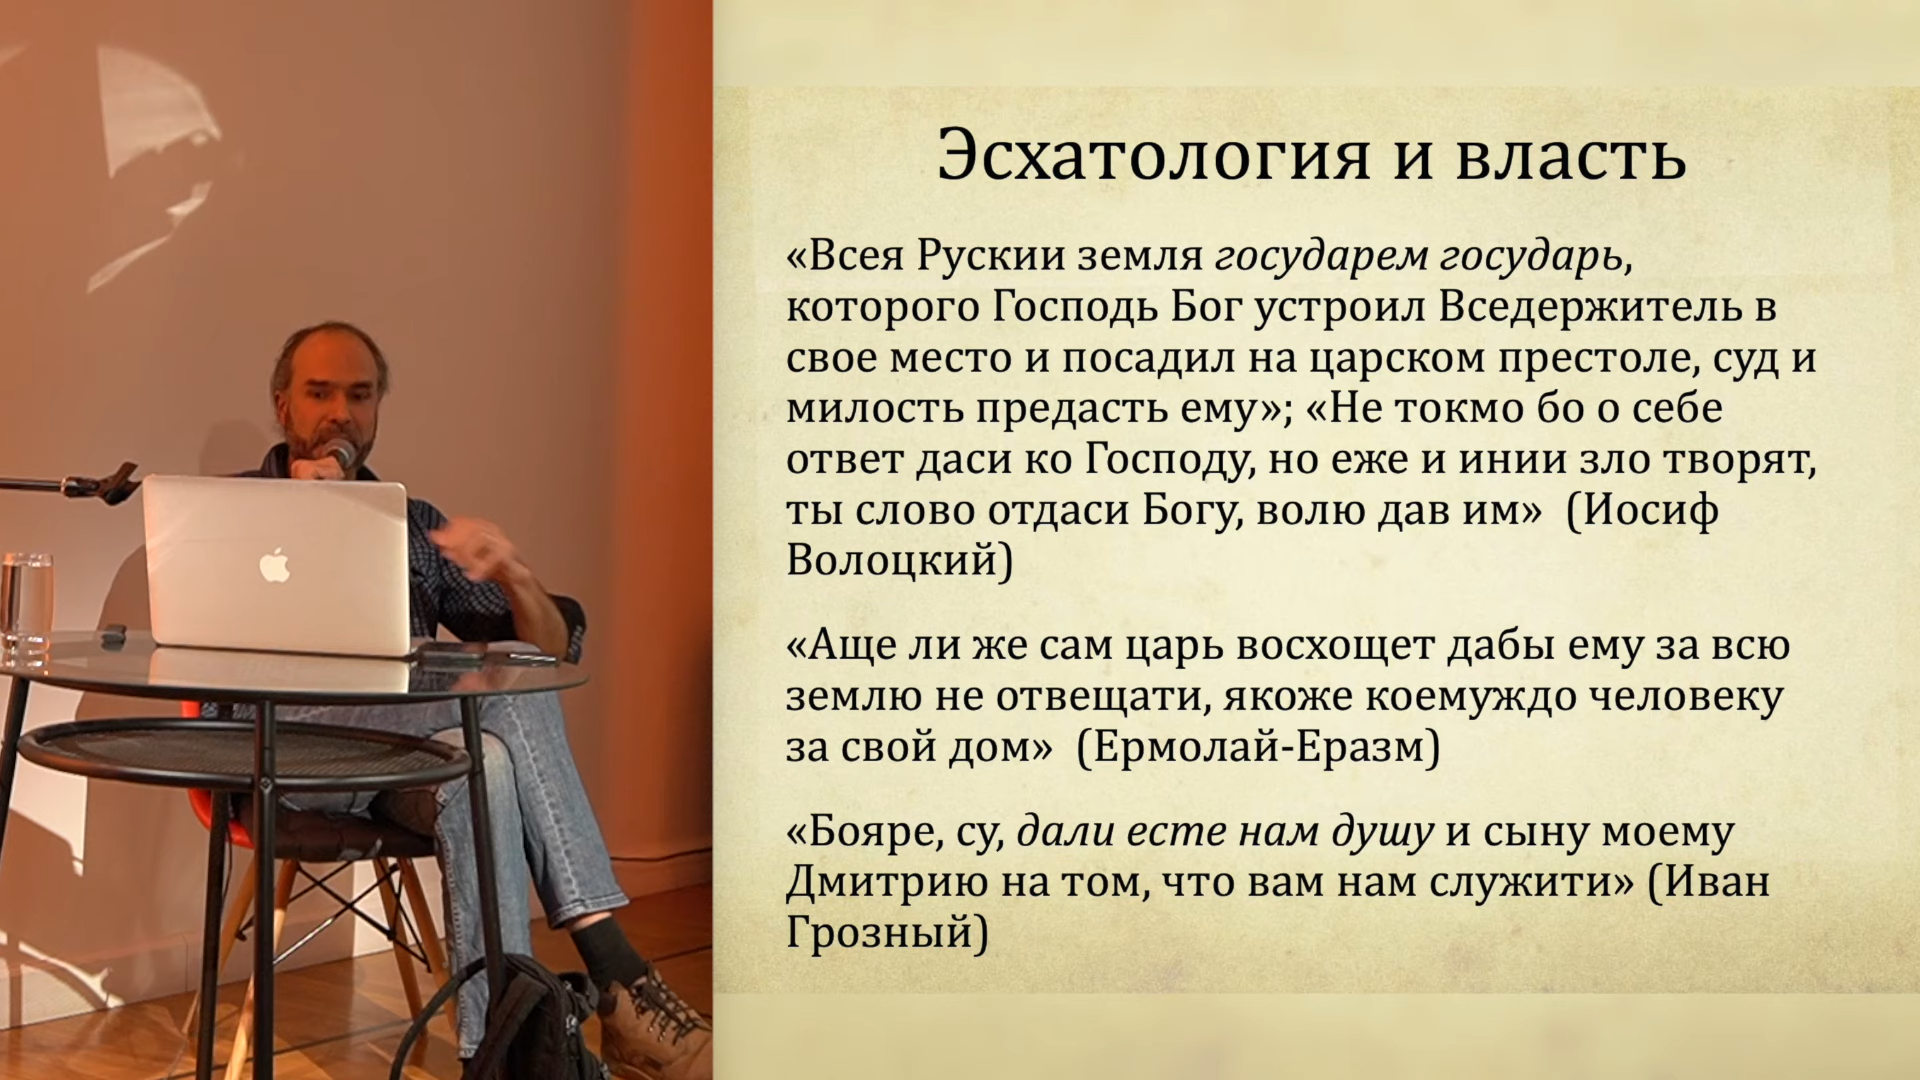 Эсхатология и власть
«Всея Рускии земля государем государь,
которого Господь Бог устроил Вседержитель в
свое место и посадил на царском престоле, суд и
милость предасть ему»; «Не токмо бо о себе
ответ даси ко Господу, но еже и инии зло творят,
ты слово отдаси Богу, волю дав им» (Иосиф
Волоцкий)
«Аще ли же сам царь восхощет дабы ему за всю
землю не отвещати, якоже коемуждо человеку
за свой дом» (Ермолай-Еразм)
«Бояре, су, дали есте нам душу и сыну моему
Дмитрию на том, что вам нам служити» (Иван
Грозный)